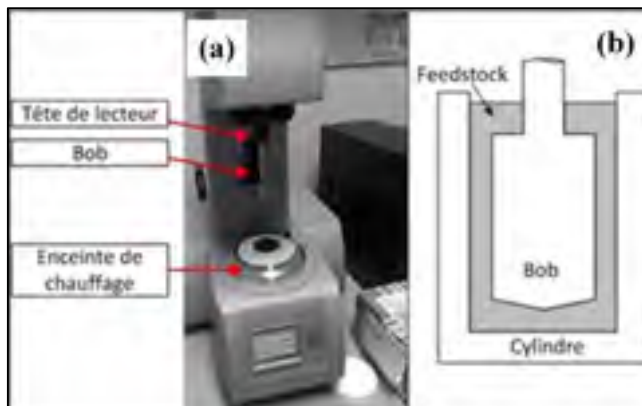 (a)
Tête de lecteur
Bob
Enceinte de
chauffage
(b)
Feedstock
Bob
Cylindre